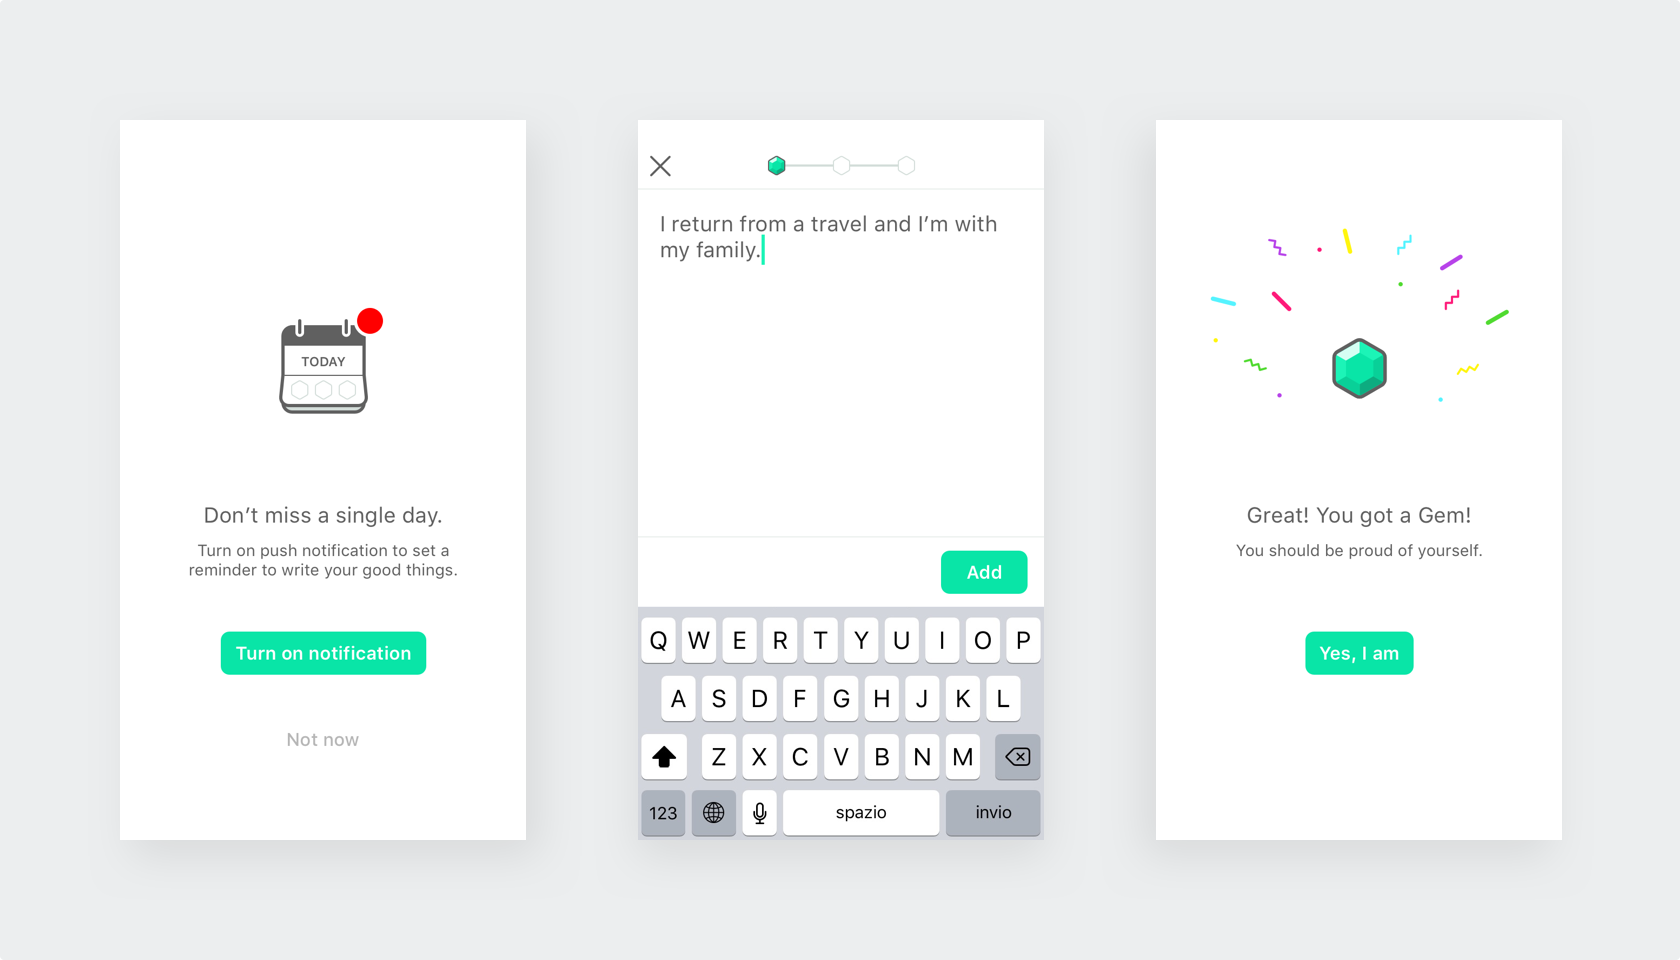 TODAY
Don’t miss a single day.
Turn on push notification to set a
reminder to write your good things.
Turn on notification
Not now
I return from a travel and I’m with
my family.
Add
Q W E R T Y U I O P
A S D F G H J K L
Z X C V B N M
123 spazio invio
Great! You got a Gem!
You should be proud of yourself.
Yes, I am